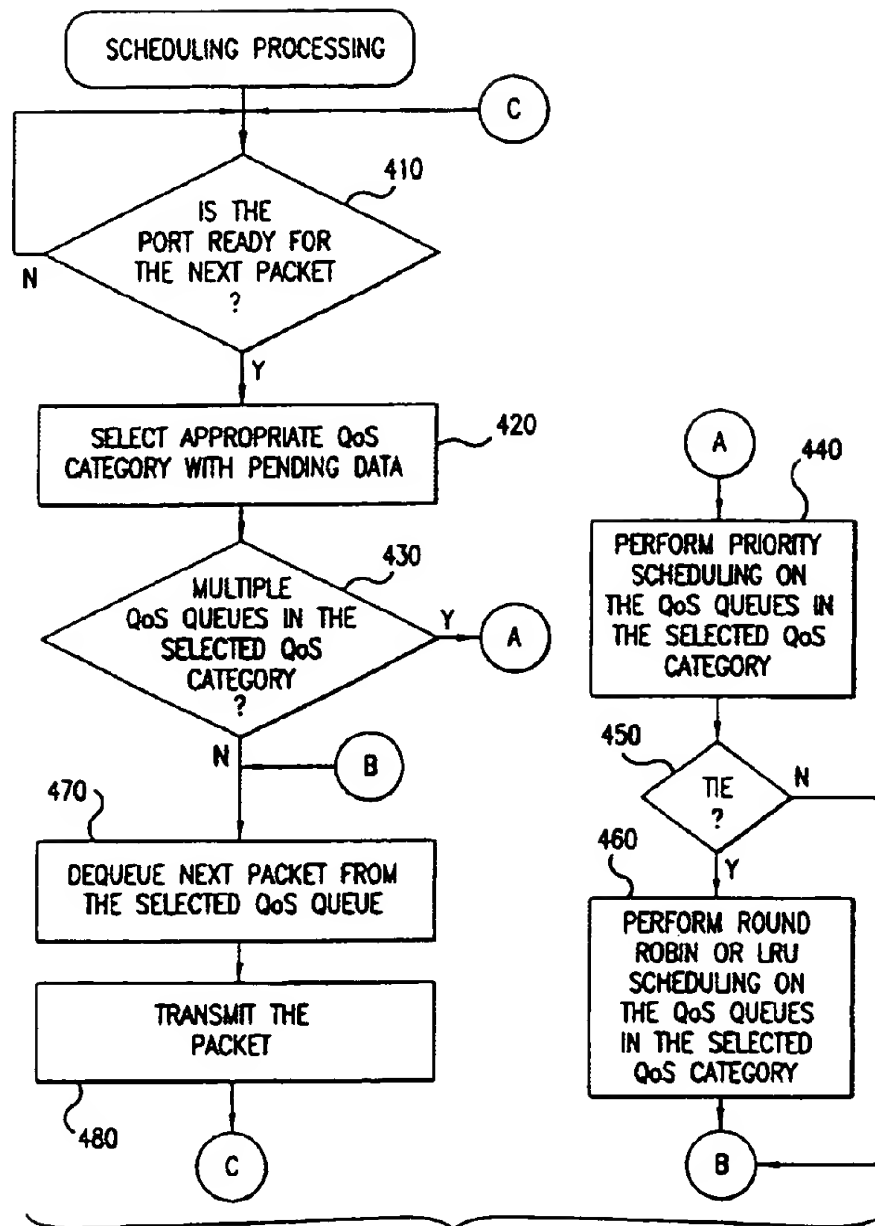 SCHEDULING PROCESSING
C
410
IS THE
PORT READY FOR
THE NEXT PACKET
?
N
Y
SELECT APPROPRIATE QoS
CATEGORY WITH PENDING DATA
420
430
MULTIPLE
QoS QUEUES IN THE
SELECTED QoS
CATEGORY
?
Y
A
N
B
470
DEQUEUE NEXT PACKET FROM
THE SELECTED QoS QUEUE
TRANSMIT THE
PACKET
480
C
A
440
PERFORM PRIORITY
SCHEDULING ON
THE QoS QUEUES IN
THE SELECTED QoS
CATEGORY
450
TIE
?
N
Y
460
PERFORM ROUND
ROBIN OR LRU
SCHEDULING ON
THE QoS QUEUES
IN THE SELECTED
QoS CATEGORY
B